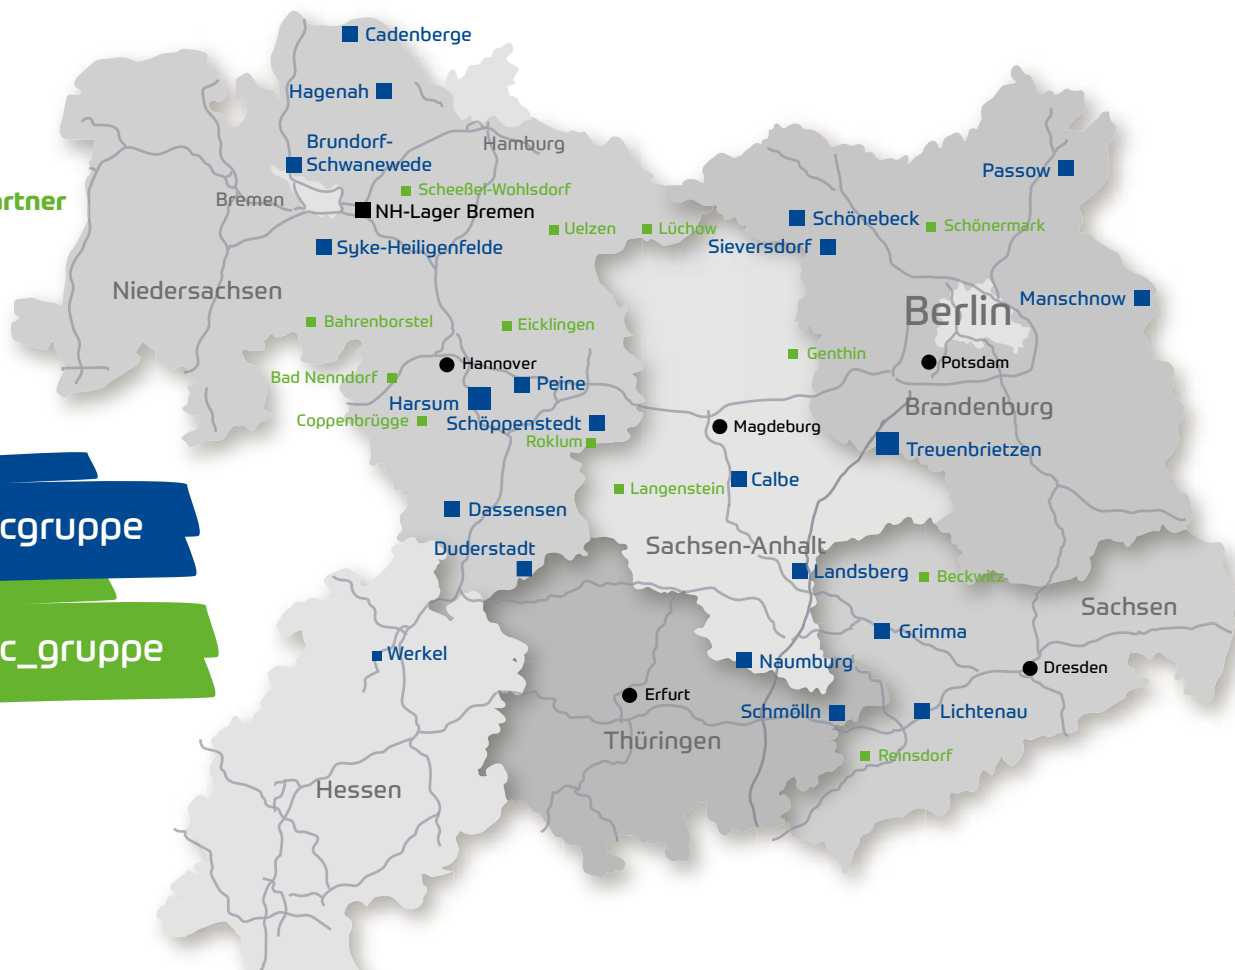 Cadenberge
Hagenah
Hamburg
Brundorf-
Schwanewede
Passow
Scheeßel-Wohlsdorf
Bremen
artner
NH-Lager Bremen
Schönebeck
Schönermark
Uelzen
Lüchow
Syke-Heiligenfelde
Sieversdorf
Niedersachsen
Manschnow
Berlin
Bahrenborstel
Eicklingen
Genthin
Hannover
Potsdam
Bad Nenndorf
Peine
Harsum
Brandenburg
Coppenbrügge
Schöppenstedt
Magdeburg
Roklum
Treuenbrietzen
Calbe
Langenstein
Dassensen
cgruppe
Duderstadt
Sachsen-Anhalt
Landsberg
Beckwitz
Sachsen
Grimma
c_gruppe
Werkel
Naumburg
Dresden
Erfurt
Schmölln
Lichtenau
Thüringen
Reinsdorf
Hessen